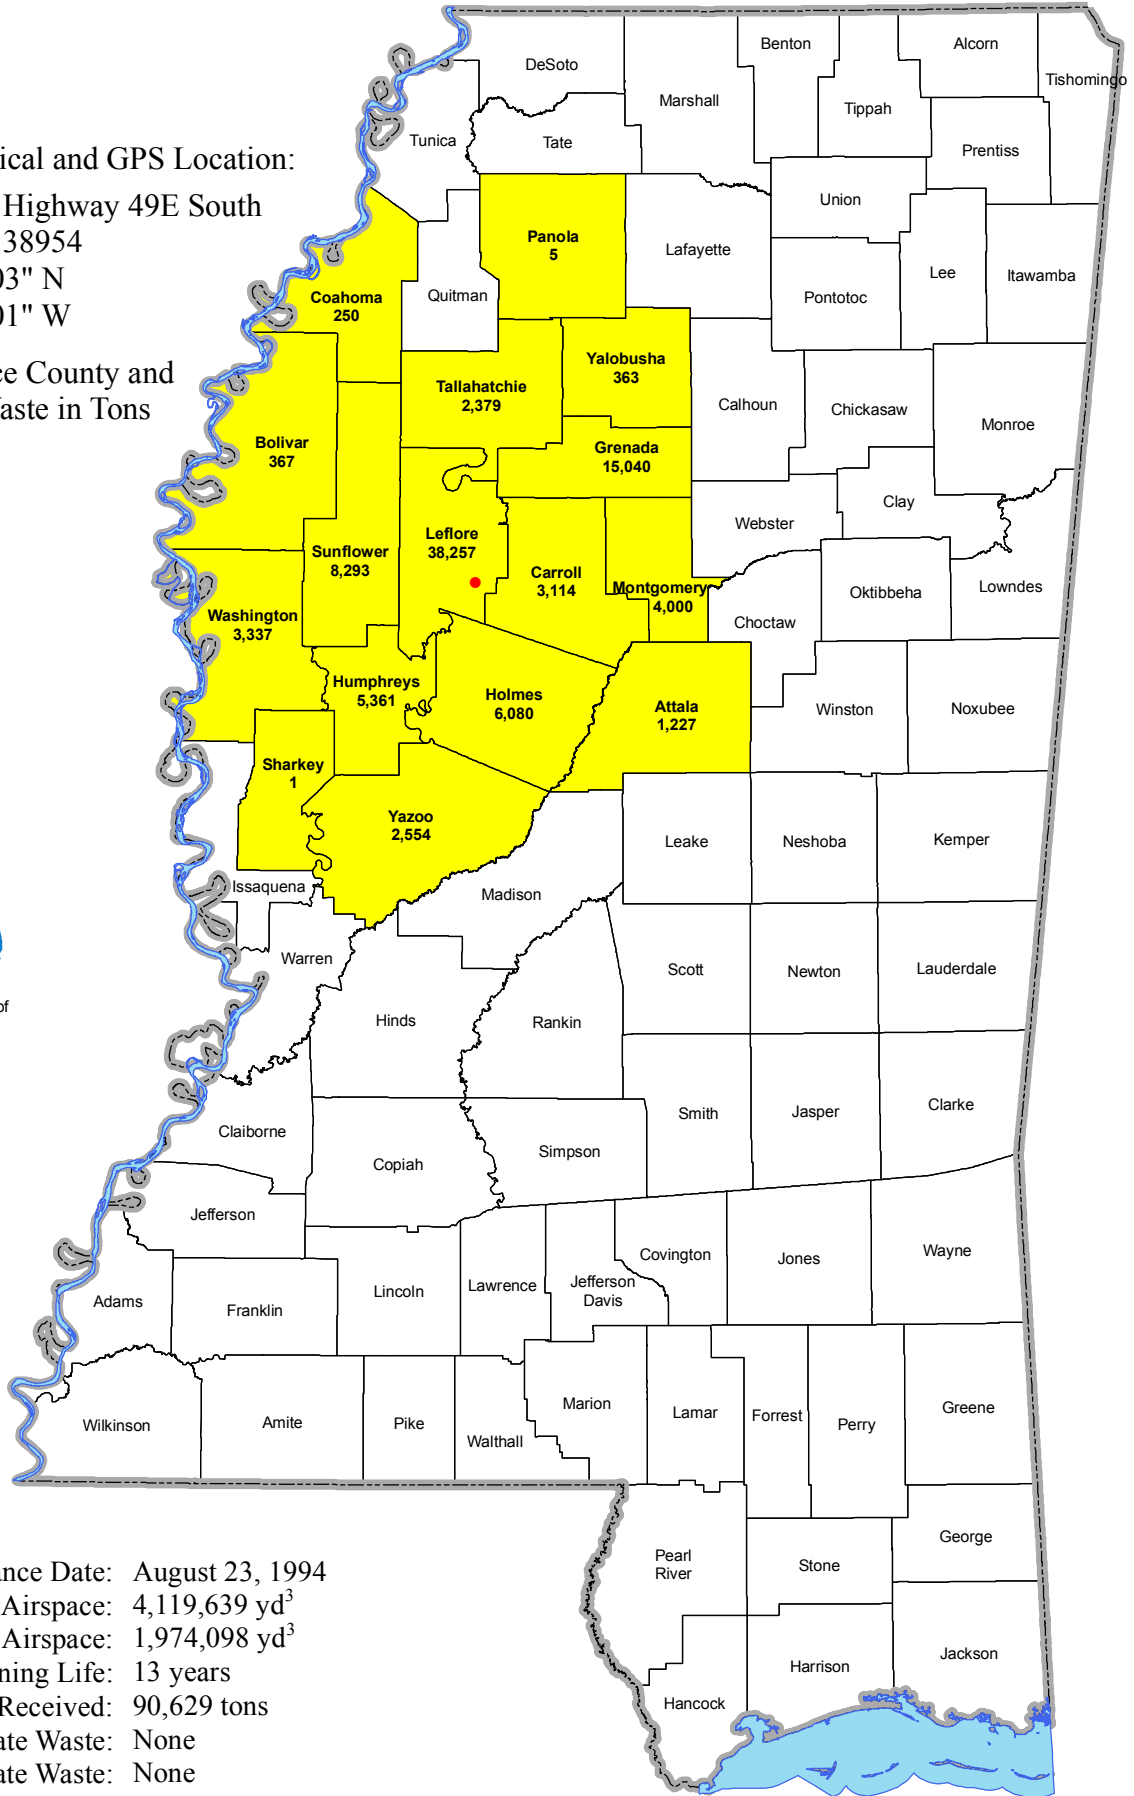 Benton
Alcorn
DeSoto
Tishomingo
Marshall
Tippah
Tunica
Tate
Prentiss
ical and GPS Location:
Highway 49E South
38954
03" N
01" W
ce County and
Waste in Tons
Union
Panola
5
Lafayette
Lee
Itawamba
Coahoma
250
Quitman
Pontotoc
Yalobusha
363
Tallahatchie
2,379
Calhoun
Chickasaw
Monroe
Bolivar
367
Grenada
15,040
Clay
Webster
Leflore
38,257
Sunflower
8,293
Carroll
3,114
Montgomery
4,000
Oktibbeha
Lowndes
Washington
3,337
Choctaw
Humphreys
5,361
Holmes
6,080
Attala
1,227
Winston
Noxubee
Sharkey
1
Yazoo
2,554
Leake
Neshoba
Kemper
Issaquena
Madison
Warren
Scott
Newton
Lauderdale
of
Hinds
Rankin
Smith
Jasper
Clarke
Claiborne
Copiah
Simpson
Jefferson
Covington
Jones
Wayne
Adams
Franklin
Lincoln
Lawrence
Jefferson
Davis
Wilkinson
Amite
Pike
Walthall
Marion
Lamar
Forrest
Perry
Greene
George
Pearl
River
Stone
Jackson
Harrison
Hancock
ance Date: August 23, 1994
Airspace: 4,119,639 yd³
Airspace: 1,974,098 yd³
ning Life: 13 years
Received: 90,629 tons
ate Waste: None
ate Waste: None